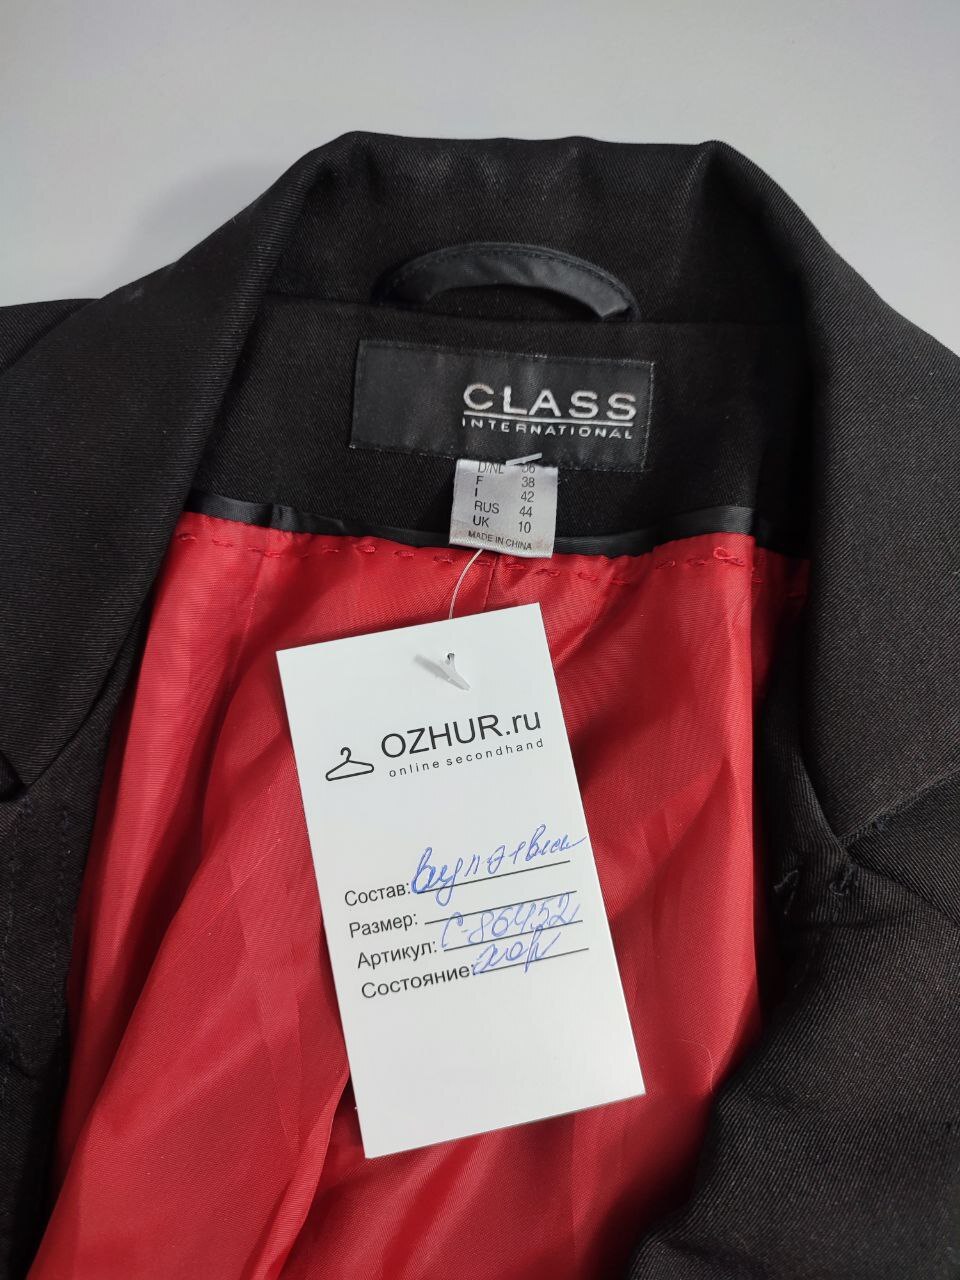 CLASS
INTERNATIONAL
D/NL 36
F 38
I 42
RUS 44
UK 10
MADE IN CHINA
OZHUR.ru
online secondhand
Состав:
Размер:
Артикул: С-86452
Состояние: хор